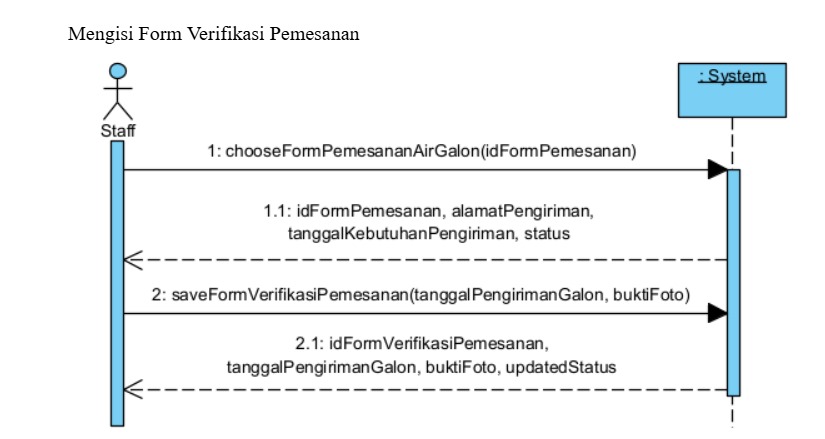 Mengisi Form Verifikasi Pemesanan
: System
Staff
1: chooseFormPemesananAirGalon(idFormPemesanan)
1.1: idFormPemesanan, alamatPengiriman,
tanggalKebutuhanPengiriman, status
2: saveFormVerifikasiPemesanan(tanggalPengirimanGalon, buktiFoto)
2.1: idFormVerifikasiPemesanan,
tanggalPengirimanGalon, buktiFoto, updatedStatus